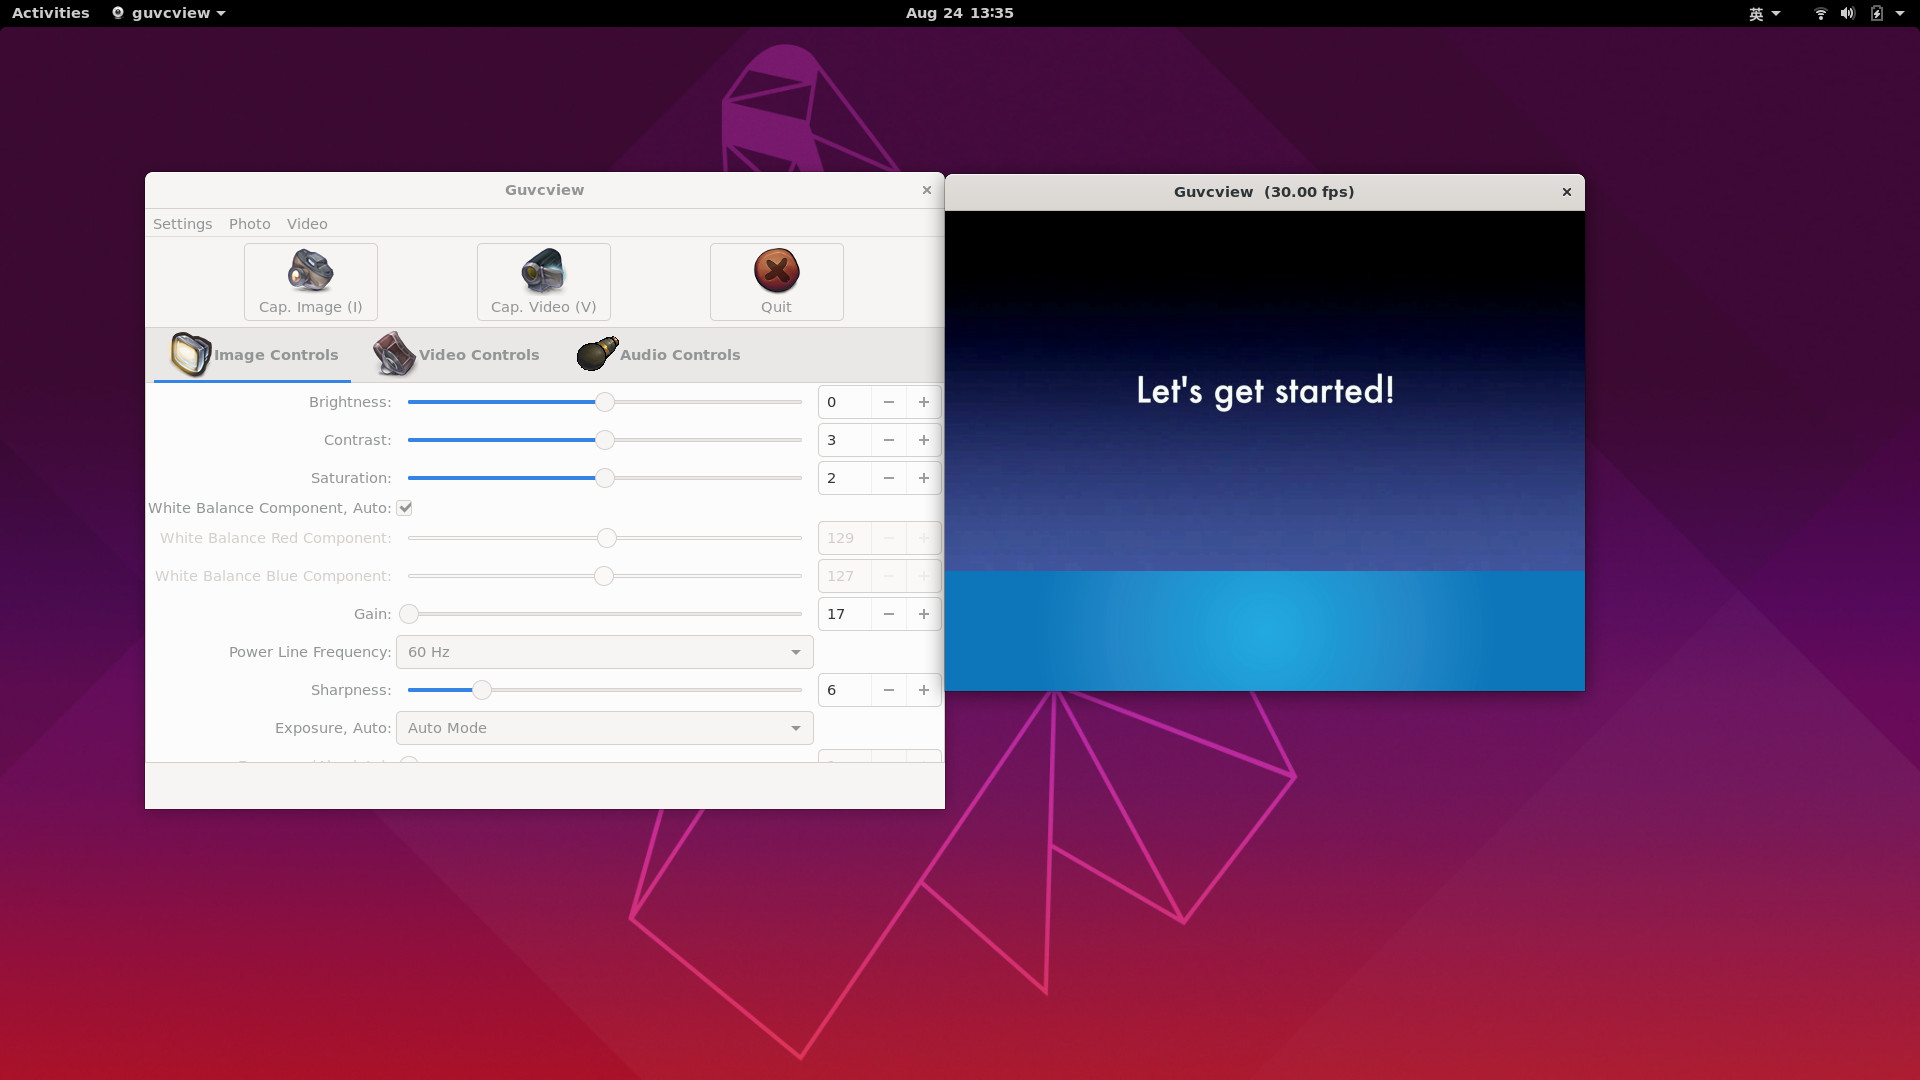 Activities guvcview Aug 24 13:35 英
Guvcview
Settings Photo Video
Cap. Image (I) Cap. Video (V) Quit
Image Controls Video Controls Audio Controls
Brightness: 0
Contrast: 3
Saturation: 2
White Balance Component, Auto:
White Balance Red Component: 129
White Balance Blue Component: 127
Gain: 17
Power Line Frequency: 60 Hz
Sharpness: 6
Exposure, Auto: Auto Mode
Guvcview (30.00 fps)
Let's get started!